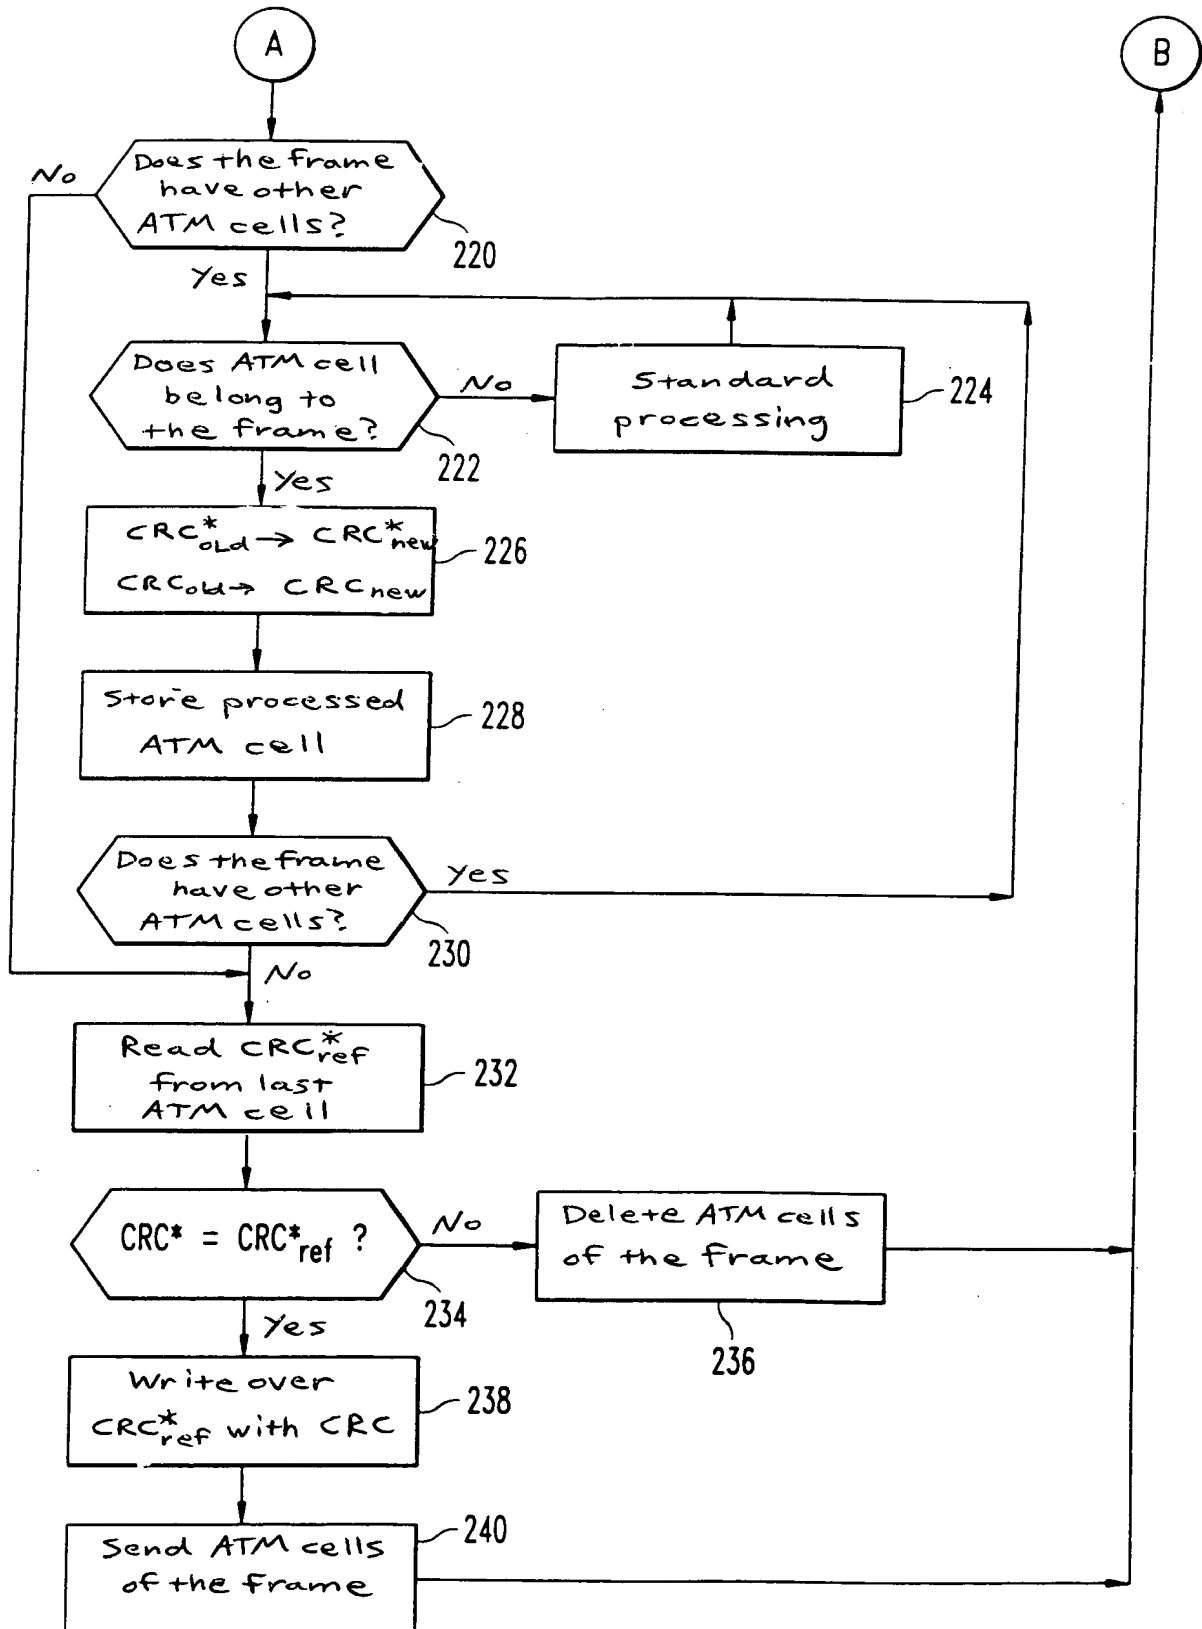 A
B
No
Does the frame
have other
ATM cells?
220
Yes
Does ATM cell
belong to
the frame?
222
No
Standard
processing
224
Yes
CRC*old → CRC*new
CRCold → CRCnew
226
Store processed
ATM cell
228
Does the frame
have other
ATM cells?
230
Yes
No
Read CRC*ref
from last
ATM cell
232
CRC* = CRC*ref ?
234
No
Delete ATM cells
of the frame
236
Yes
Write over
CRC*ref with CRC
238
Send ATM cells
of the frame
240